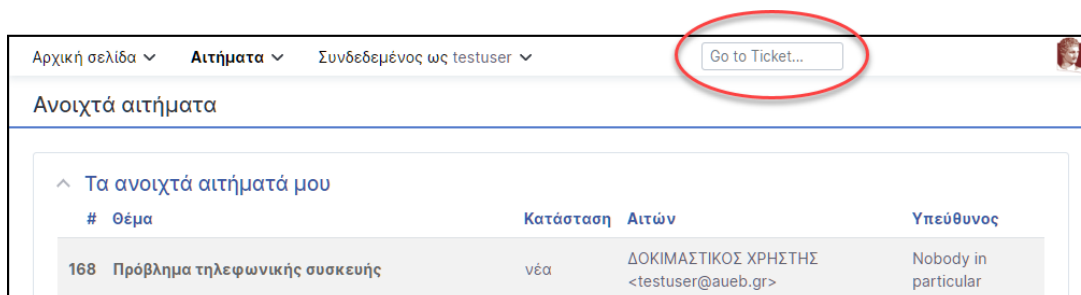 Αρχική σελίδα Αιτήματα Συνδεδεμένος ως testuser Go to Ticket...
Ανοιχτά αιτήματα
Τα ανοιχτά αιτήματά μου
# Θέμα Κατάσταση Αιτών Υπεύθυνος
168 Πρόβλημα τηλεφωνικής συσκευής νέα ΔΟΚΙΜΑΣΤΙΚΟΣ ΧΡΗΣΤΗΣ Nobody in
<testuser@aueb.gr> particular